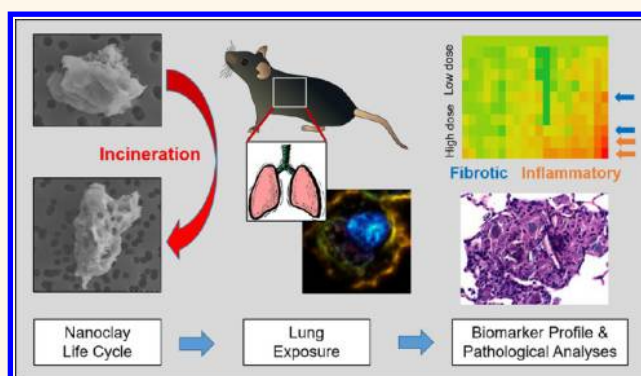 Incineration
Low dose
High dose
Fibrotic Inflammatory
Nanoclay
Life Cycle
Lung
Exposure
Biomarker Profile &
Pathological Analyses